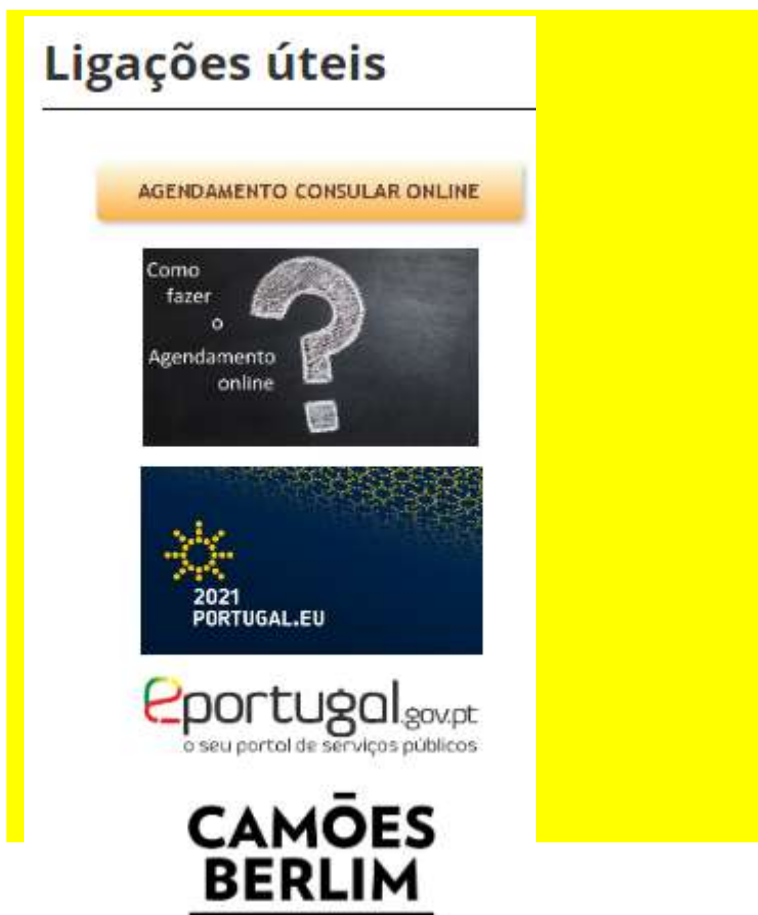 Ligações úteis
AGENDAMENTO CONSULAR ONLINE
Como
fazer
o
Agendamento
online
?
2021
PORTUGAL.EU
eportugal.gov.pt
o seu portal de serviços públicos
CAMÕES
BERLIM